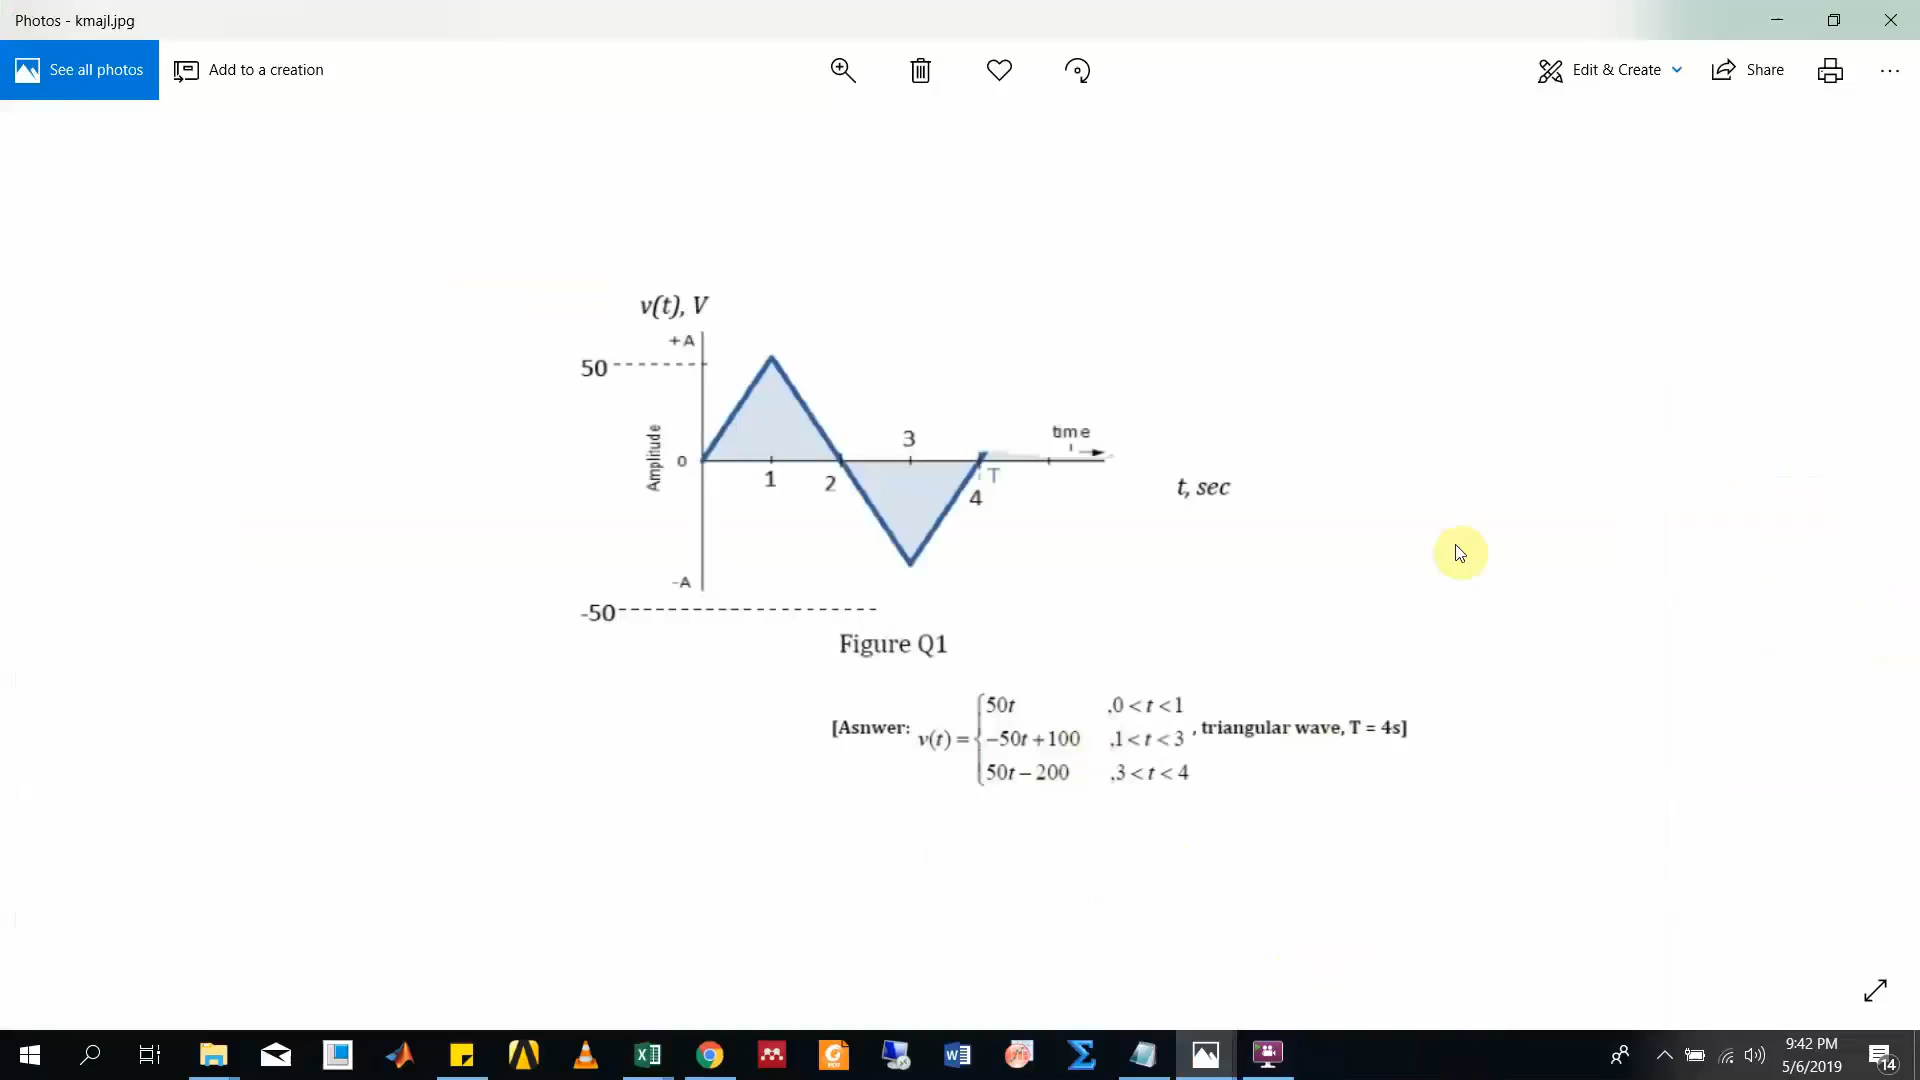 Photos - kmajl.jpg
See all photos
Add to a creation
Edit & Create
Share
v(t), V
+A
50
Amplitude
0
1
2
3
4
T
time
t, sec
-A
-50
Figure Q1
[Asnwer: v(t) = { 50t ,0 < t < 1
−50t + 100 ,1 < t < 3 , triangular wave, T = 4s]
50t − 200 ,3 < t < 4
9:42 PM
5/6/2019
14